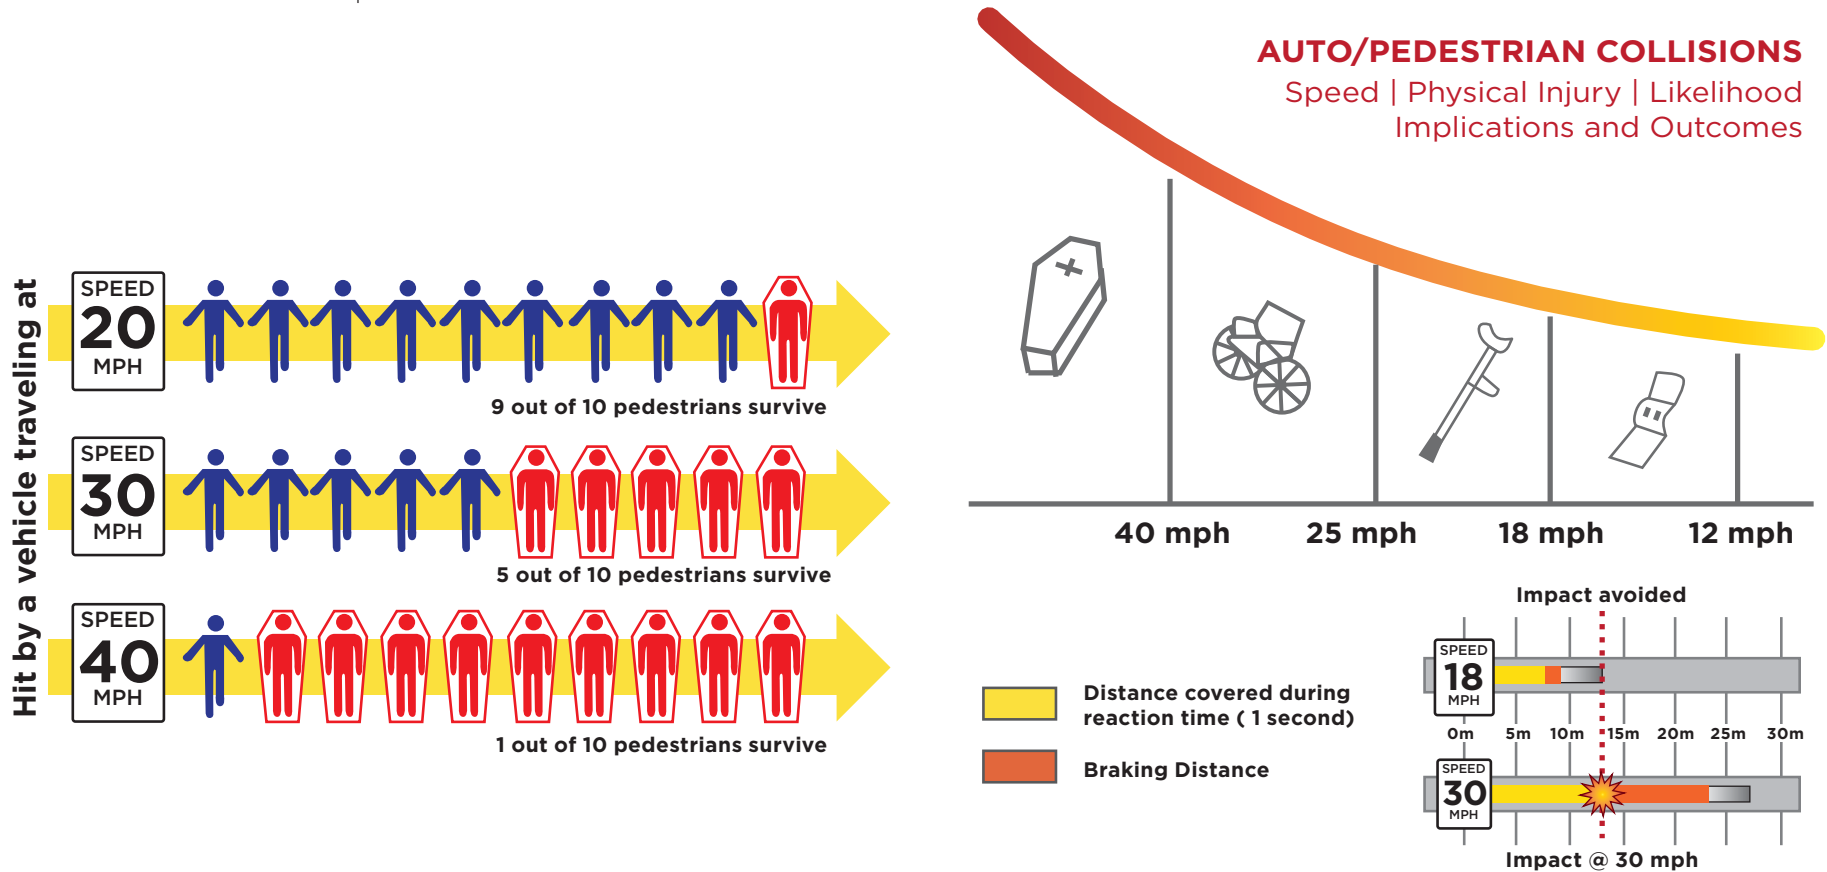 Hit by a vehicle traveling at
SPEED
20
MPH
9 out of 10 pedestrians survive
SPEED
30
MPH
5 out of 10 pedestrians survive
SPEED
40
MPH
1 out of 10 pedestrians survive
AUTO/PEDESTRIAN COLLISIONS
Speed | Physical Injury | Likelihood
Implications and Outcomes
40 mph
25 mph
18 mph
12 mph
Distance covered during
reaction time ( 1 second)
Braking Distance
Impact avoided
SPEED
18
MPH
0m 5m 10m 15m 20m 25m 30m
SPEED
30
MPH
Impact @ 30 mph